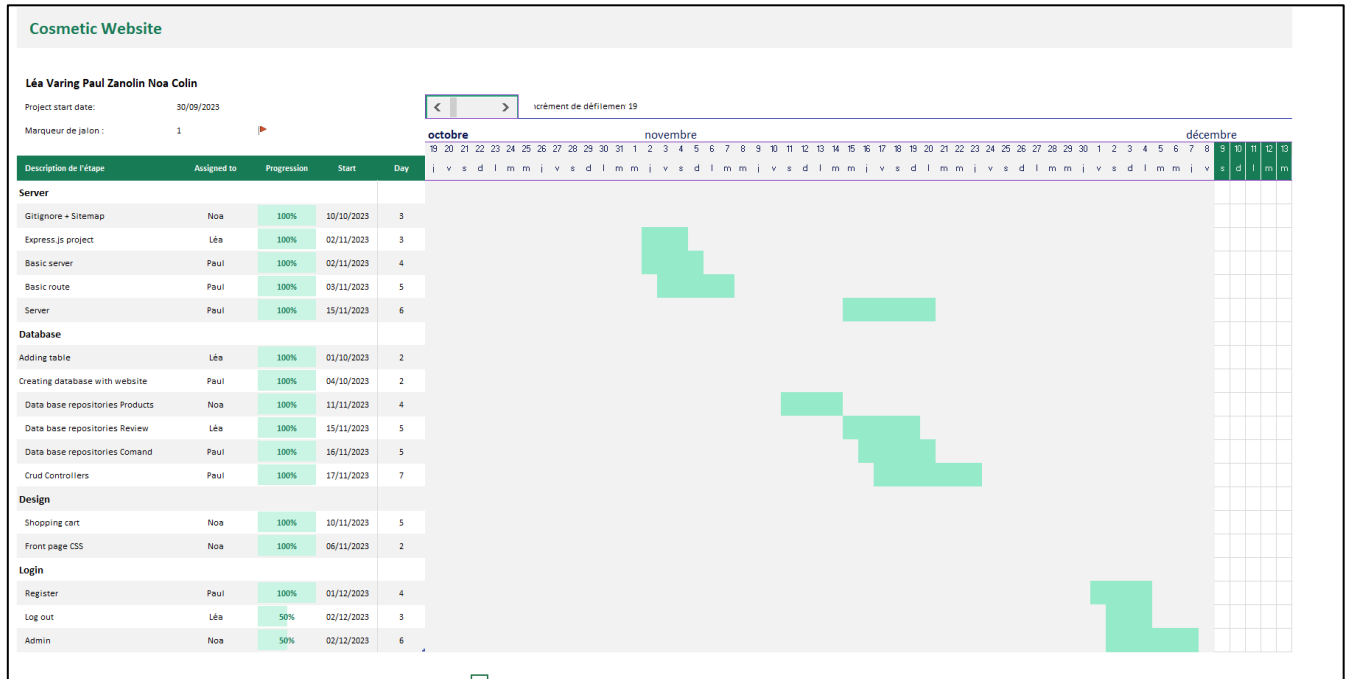 Cosmetic Website
Léa Varing Paul Zanolin Noa Colin
Project start date: 30/09/2023
crément de défilemen 19
Marqueur de jalon : 1
octobre novembre décembre
19 20 21 22 23 24 25 26 27 28 29 30 31 1 2 3 4 5 6 7 8 9 10 11 12 13 14 15 16 17 18 19 20 21 22 23 24 25 26 27 28 29 30 1 2 3 4 5 6 7 8 9 10 11 12 13
Description de l'étape Assigned to Progression Start Day j v s d l m m j v s d l m m j v s d l m m j v s d l m m j v s d l m m j v s d l m m j v s d l m m j v s d l m m
Server
Gitignore + Sitemap Noa 100% 10/10/2023 3
Express.js project Léa 100% 02/11/2023 3
Basic server Paul 100% 02/11/2023 4
Basic route Paul 100% 03/11/2023 5
Server Paul 100% 15/11/2023 6
Database
Adding table Léa 100% 01/10/2023 2
Creating database with website Paul 100% 04/10/2023 2
Data base repositories Products Noa 100% 11/11/2023 4
Data base repositories Review Léa 100% 15/11/2023 5
Data base repositories Comand Paul 100% 16/11/2023 5
Crud Controllers Paul 100% 17/11/2023 7
Design
Shopping cart Noa 100% 10/11/2023 5
Front page CSS Noa 100% 06/11/2023 2
Login
Register Paul 100% 01/12/2023 4
Log out Léa 50% 02/12/2023 3
Admin Noa 50% 02/12/2023 6